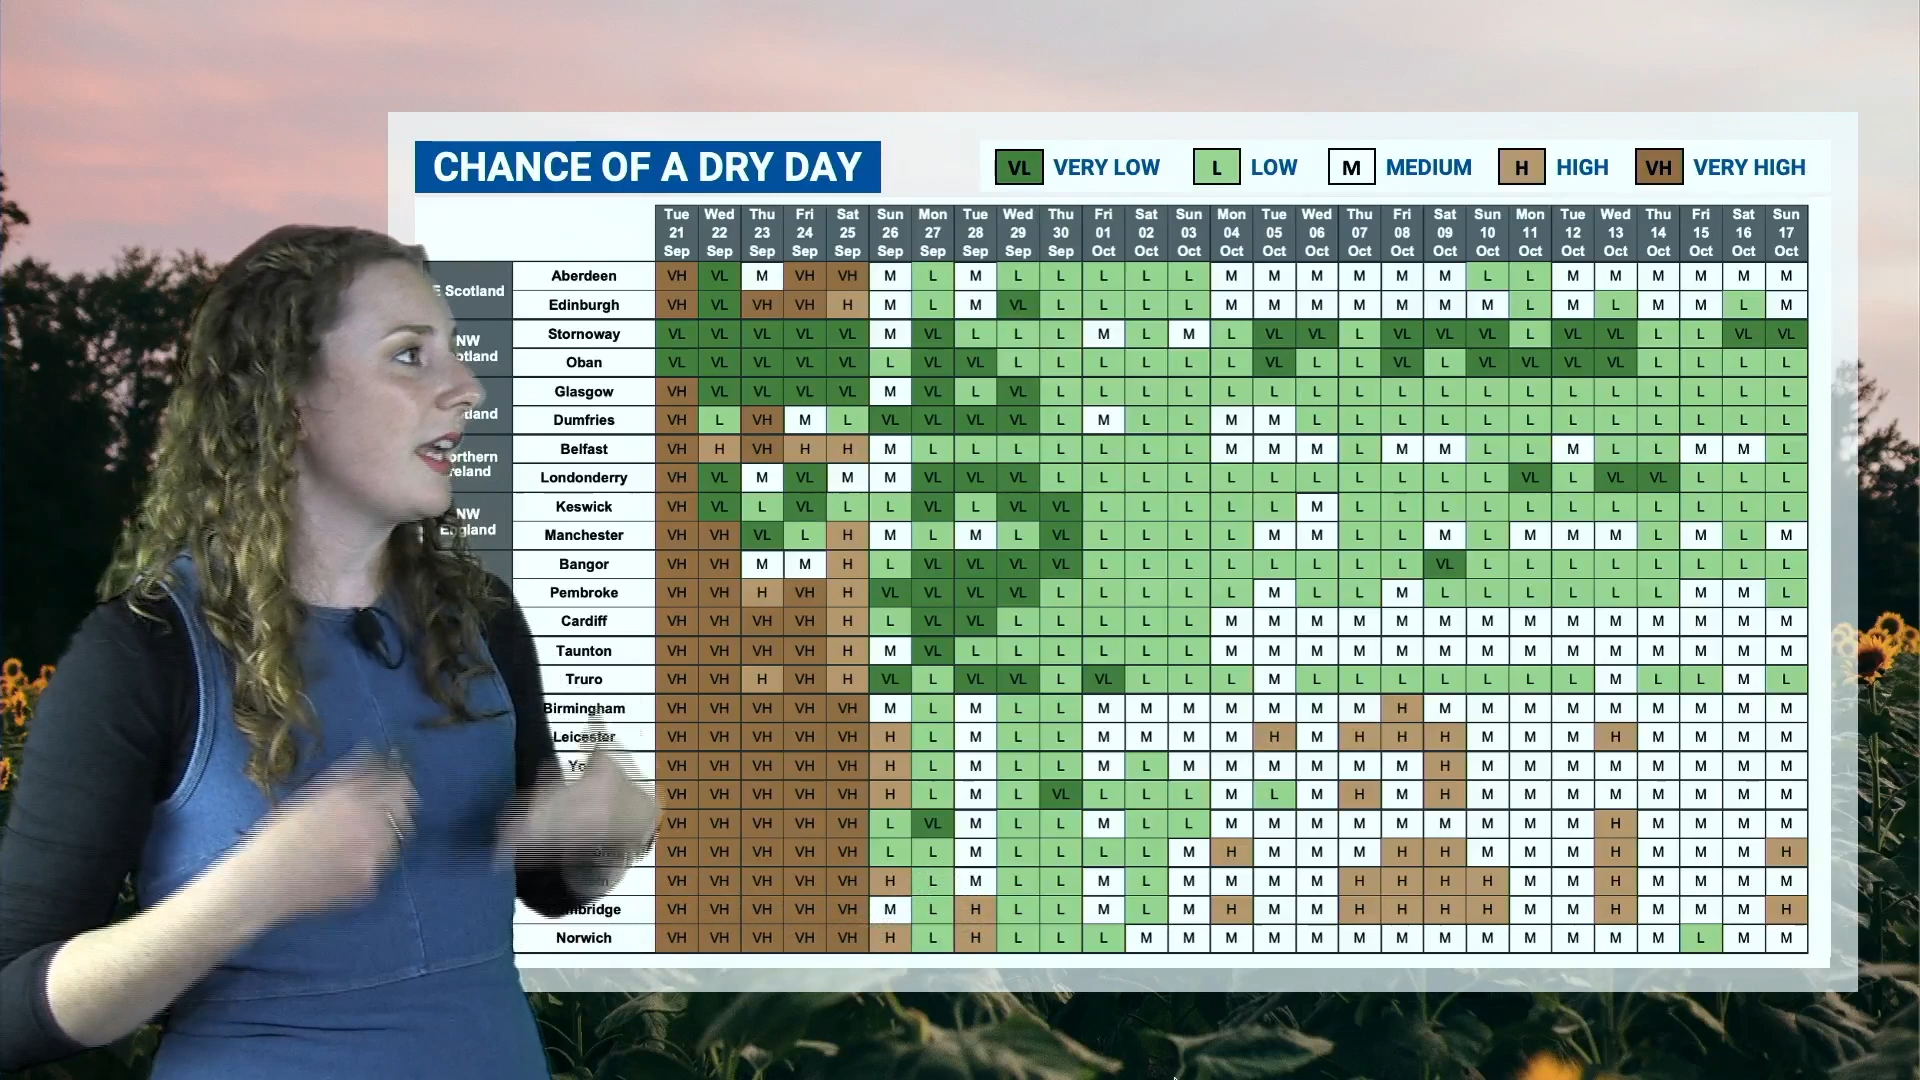 CHANCE OF A DRY DAY
VL VERY LOW L LOW M MEDIUM H HIGH VH VERY HIGH
Tue Wed Thu Fri Sat Sun Mon Tue Wed Thu Fri Sat Sun Mon Tue Wed Thu Fri Sat Sun Mon Tue Wed Thu Fri Sat Sun
21 22 23 24 25 26 27 28 29 30 01 02 03 04 05 06 07 08 09 10 11 12 13 14 15 16 17
Sep Sep Sep Sep Sep Sep Sep Sep Sep Sep Oct Oct Oct Oct Oct Oct Oct Oct Oct Oct Oct Oct Oct Oct Oct Oct Oct
E Scotland
Aberdeen VH VL M VH VH M L M L L L L L M M M M M M L L M M M M M M
Edinburgh VH VL VH VH H M L M VL L L L L M M M M M M M L M L M M L M
NW
Stornoway VL VL VL VL VL M VL L L L M L M L VL VL L VL VL VL L VL VL L L VL VL
Oban VL VL VL VL VL L VL VL L L L L L L VL L L VL L VL VL VL VL L L L L
Glasgow VH VL VL VL VL M VL L VL L L L L L L L L L L L L L L L L L L
Dumfries VH L VH M L VL VL VL VL L M L L M M L L L L L L L L L L L L
Belfast VH H VH H H M L L L L L L L M M M L M M L L M L L M M L
Londonderry VH VL M VL M M VL VL VL L L L L L L L L L L L VL L VL VL L L L
NW
England
Keswick VH VL L VL L L VL L VL VL L L L L L M L L L L L L L L L L L
Manchester VH VH VL L H M L M L VL L L L L M M L L M L M M M L M L M
Bangor VH VH M M H L VL VL VL VL L L L L L L L L VL L L L L L L L L
Pembroke VH VH H VH H VL VL VL VL L L L L L M L L M L L L L L L M M L
Cardiff VH VH VH VH H L VL VL L L L L L M M M M M M M M M M M M M M
Taunton VH VH VH VH H M VL L L L L L L M M M M M M M M M M M M M M
Truro VH VH H VH H VL L VL VL L VL L L L M L L L L L L L M L L M L
Birmingham VH VH VH VH VH M L M L L M M M M M M M H M M M M M M M M M
Leicester VH VH VH VH VH H L M L L M M M M H M H H H M M M H M M M M
VH VH VH VH VH H L M L L M L M M M M M M H M M M M M M M M
VH VH VH VH VH H L M L VL L L L M L M H M H M M M M M M M M
VH VH VH VH VH L VL M L L M L L M M M M M M M M M H M M M M
VH VH VH VH VH L L M L L L L M H M M M H H M M M H M M M H
VH VH VH VH VH H L M L L M L M M M M H H H H M M H M M M M
VH VH VH VH VH M L H L L M L M H M M H H H H M M H M M M H
Norwich VH VH VH VH VH H L H L L L M M M M M M M M M M M M M L M M